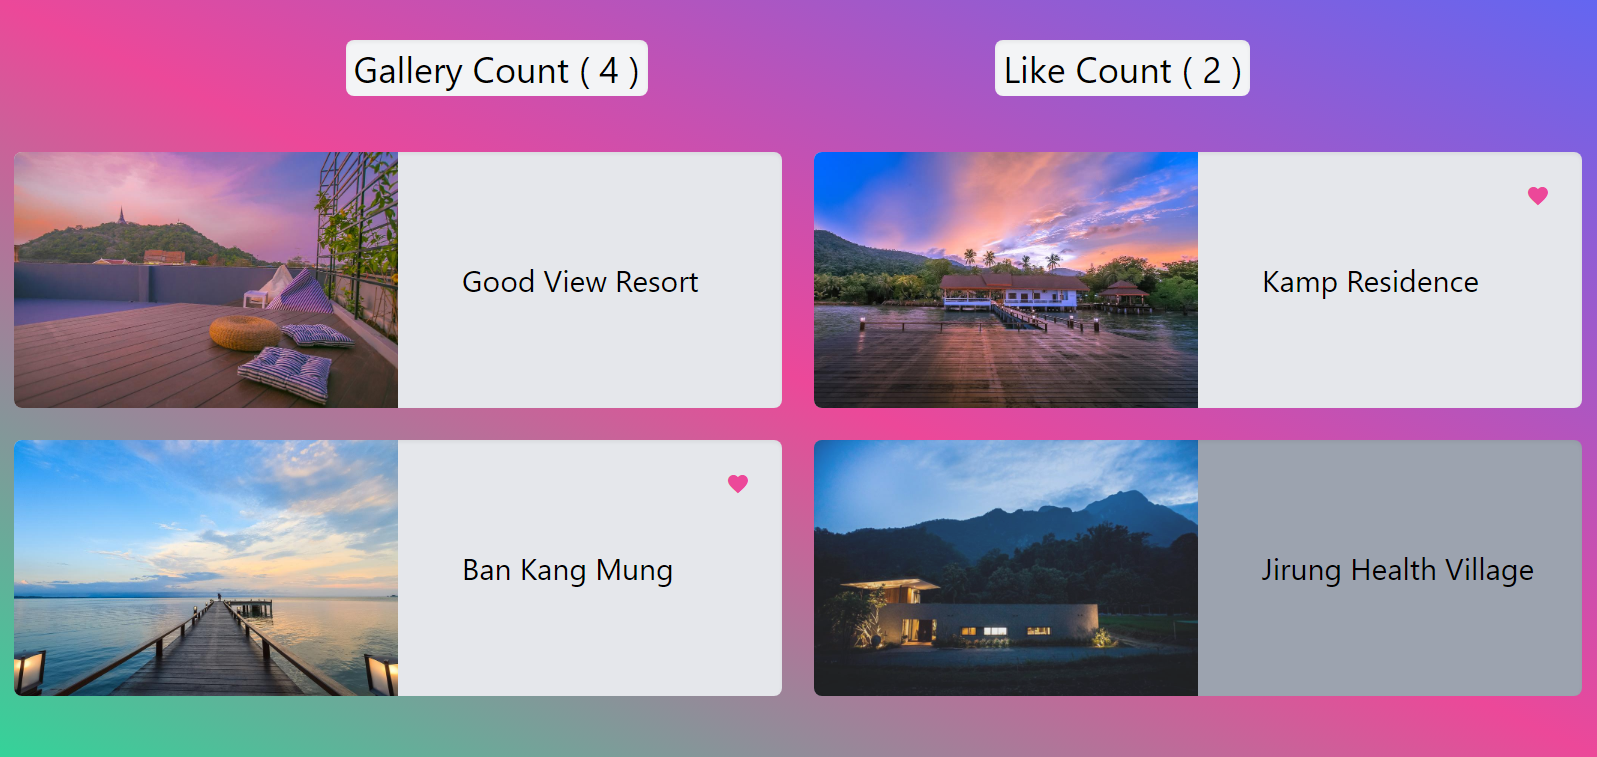 Gallery Count ( 4 )
Like Count ( 2 )
Good View Resort
Kamp Residence
Ban Kang Mung
Jirung Health Village